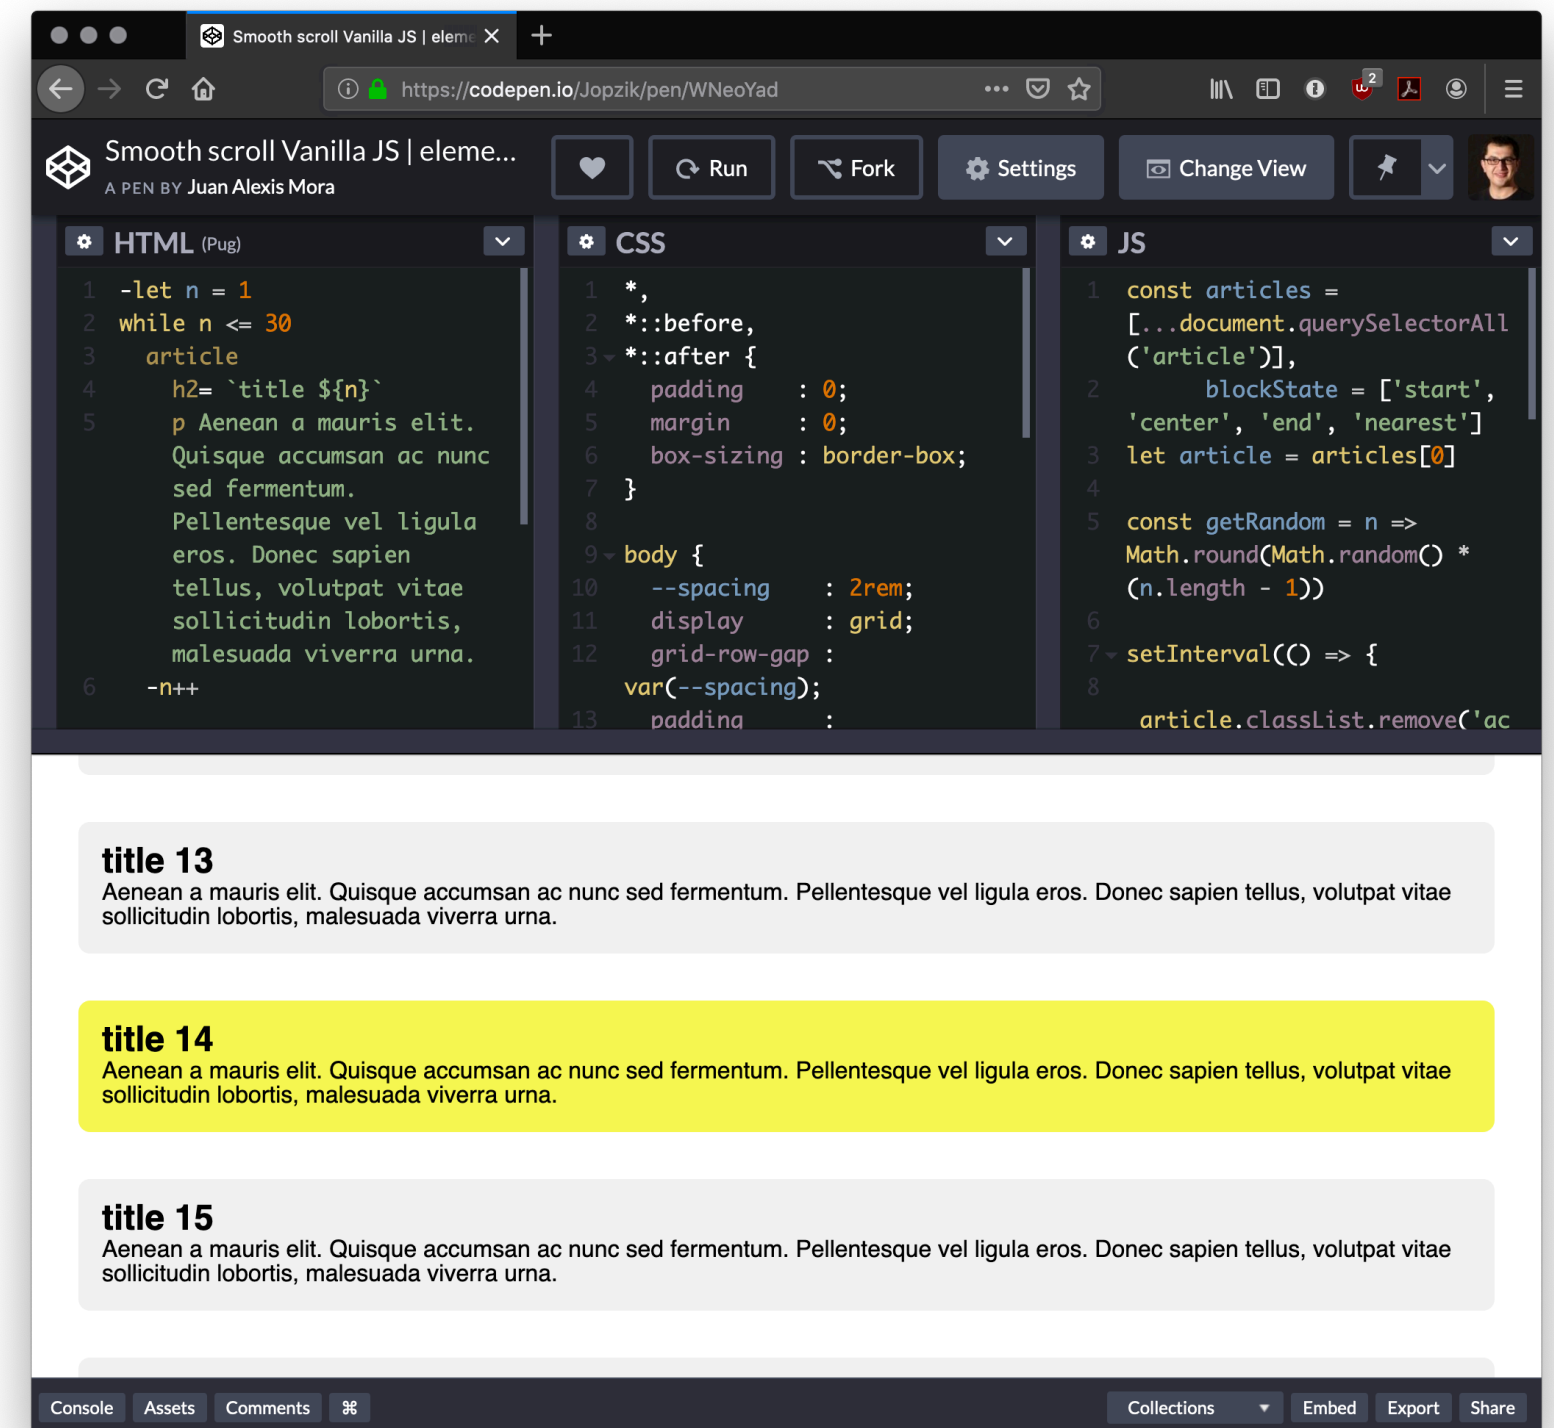 Smooth scroll Vanilla JS | eleme
https://codepen.io/Jopzik/pen/WNeoYad
2
Smooth scroll Vanilla JS | eleme...
A PEN BY Juan Alexis Mora
Run
Fork
Settings
Change View
HTML (Pug)
1 -let n = 1
2 while n <= 30
3 article
4 h2= `title ${n}`
5 p Aenean a mauris elit.
Quisque accumsan ac nunc
sed fermentum.
Pellentesque vel ligula
eros. Donec sapien
tellus, volutpat vitae
sollicitudin lobortis,
malesuada viverra urna.
6 -n++
CSS
1 *,
2 *::before,
3 *::after {
4 padding : 0;
5 margin : 0;
6 box-sizing : border-box;
7 }
8
9 body {
10 --spacing : 2rem;
11 display : grid;
12 grid-row-gap :
var(--spacing);
13 padding :
JS
1 const articles =
[...document.querySelectorAll
('article')],
2 blockState = ['start',
'center', 'end', 'nearest']
3 let article = articles[0]
4
5 const getRandom = n =>
Math.round(Math.random() *
(n.length - 1))
6
7 setInterval(() => {
8
article.classList.remove('ac
title 13
Aenean a mauris elit. Quisque accumsan ac nunc sed fermentum. Pellentesque vel ligula eros. Donec sapien tellus, volutpat vitae
sollicitudin lobortis, malesuada viverra urna.
title 14
Aenean a mauris elit. Quisque accumsan ac nunc sed fermentum. Pellentesque vel ligula eros. Donec sapien tellus, volutpat vitae
sollicitudin lobortis, malesuada viverra urna.
title 15
Aenean a mauris elit. Quisque accumsan ac nunc sed fermentum. Pellentesque vel ligula eros. Donec sapien tellus, volutpat vitae
sollicitudin lobortis, malesuada viverra urna.
Console
Assets
Comments
⌘
Collections
Embed
Export
Share